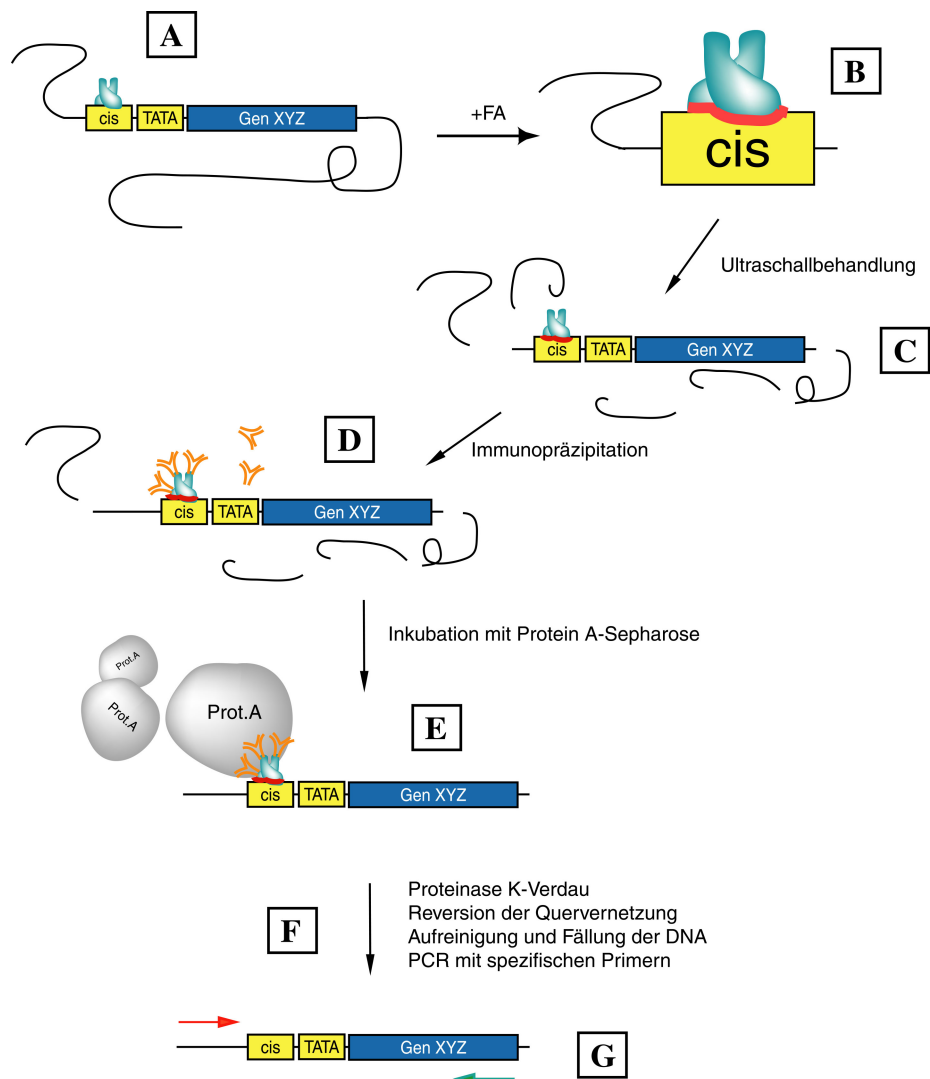 A
cis
TATA
Gen XYZ
+FA
B
cis
Ultraschallbehandlung
C
cis
TATA
Gen XYZ
D
Immunopräzipitation
cis
TATA
Gen XYZ
Inkubation mit Protein A-Sepharose
Prot.A
Prot.A
Prot.A
E
cis
TATA
Gen XYZ
F
Proteinase K-Verdau
Reversion der Quervernetzung
Aufreinigung und Fällung der DNA
PCR mit spezifischen Primern
cis
TATA
Gen XYZ
G